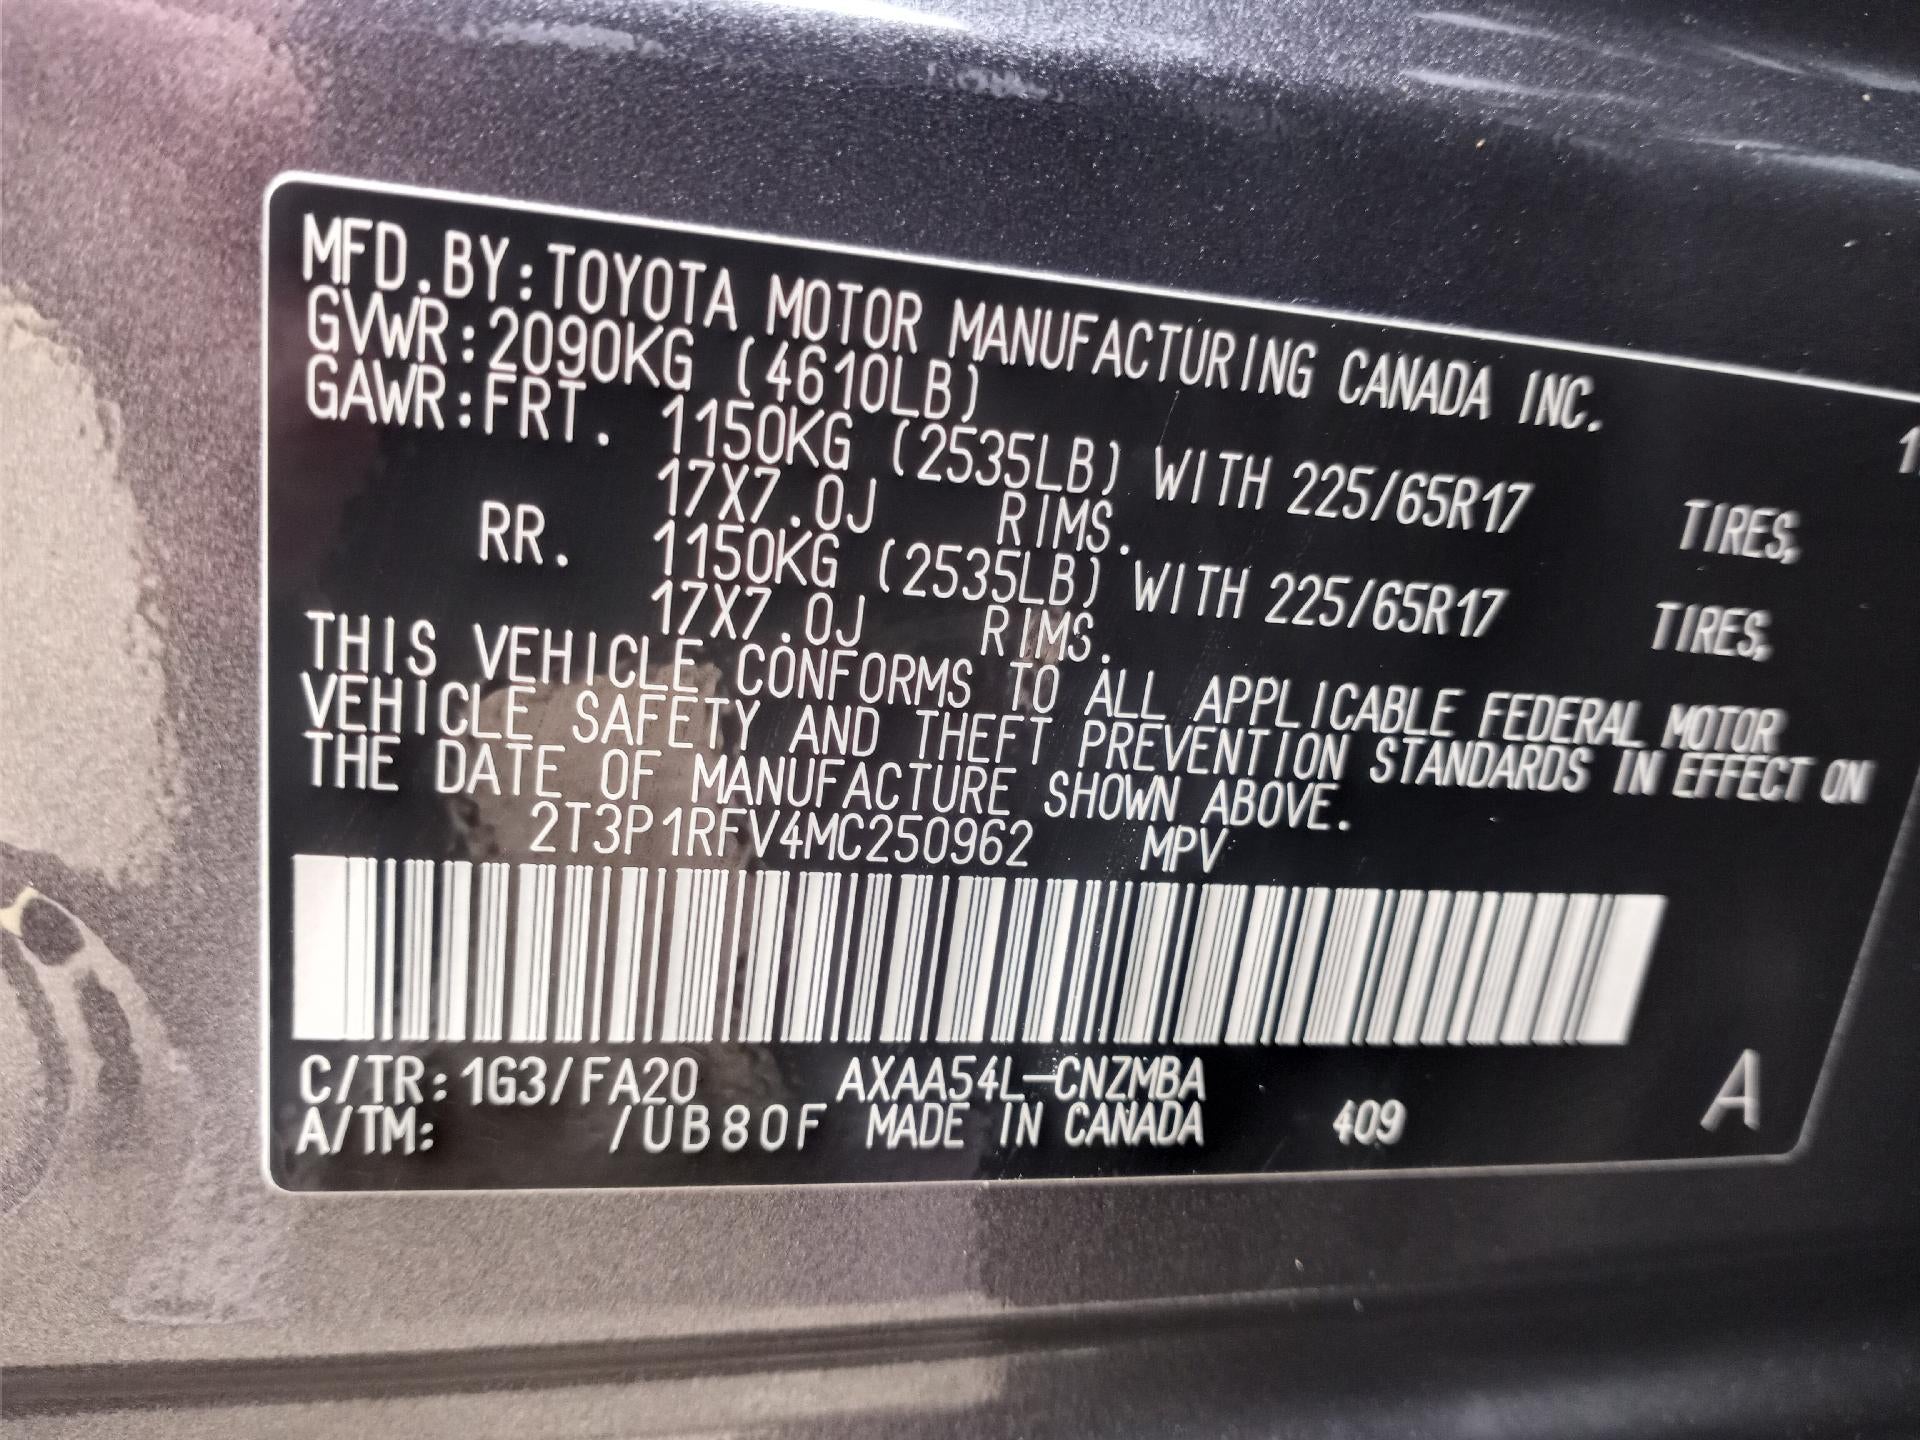 MFD.BY:TOYOTA MOTOR MANUFACTURING CANADA INC.
GVWR:2090KG (4610LB)
GAWR:FRT. 1150KG (2535LB) WITH 225/65R17 TIRES,
17X7.0J RIMS.
RR. 1150KG (2535LB) WITH 225/65R17 TIRES,
17X7.0J RIMS.
THIS VEHICLE CONFORMS TO ALL APPLICABLE FEDERAL MOTOR
VEHICLE SAFETY AND THEFT PREVENTION STANDARDS IN EFFECT ON
THE DATE OF MANUFACTURE SHOWN ABOVE.
2T3P1RFV4MC250962 MPV
C/TR:1G3/FA20 AXAA54L-CNZMBA
A/TM: /UB80F MADE IN CANADA 409 A